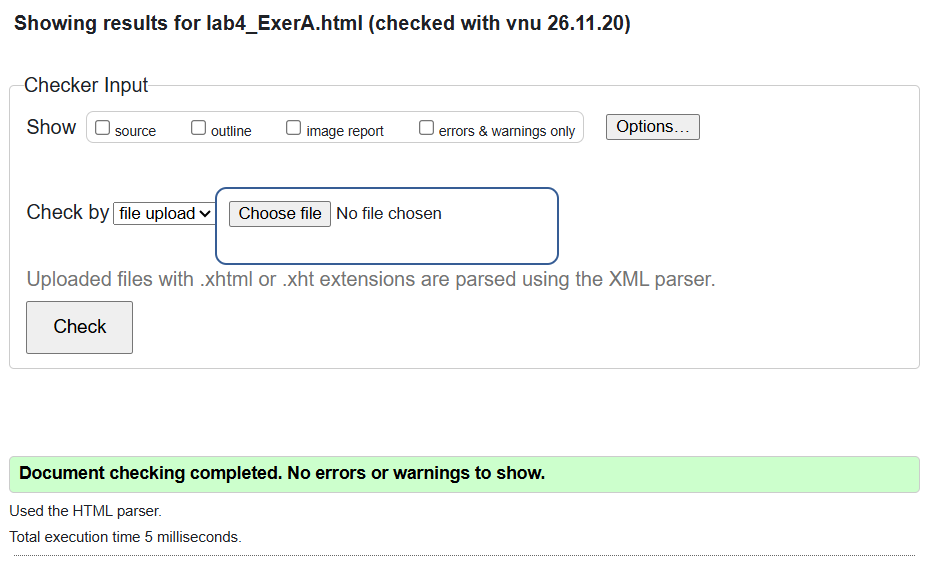 Showing results for lab4_ExerA.html (checked with vnu 26.11.20)
Checker Input
Show source outline image report errors & warnings only Options...
Check by file upload Choose file No file chosen
Uploaded files with .xhtml or .xht extensions are parsed using the XML parser.
Check
Document checking completed. No errors or warnings to show.
Used the HTML parser.
Total execution time 5 milliseconds.